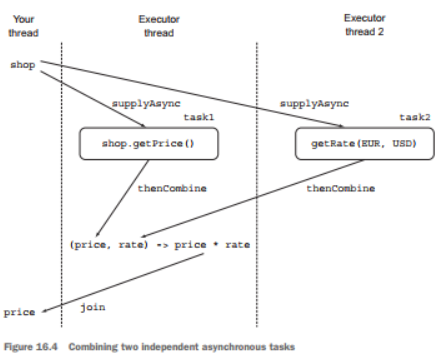 Your
thread
Executor
thread
Executor
thread 2
shop
supplyAsync
supplyAsync
task1
task2
shop.getPrice()
getRate(EUR, USD)
thenCombine
thenCombine
(price, rate) -> price * rate
join
price
Figure 16.4 Combining two independent asynchronous tasks